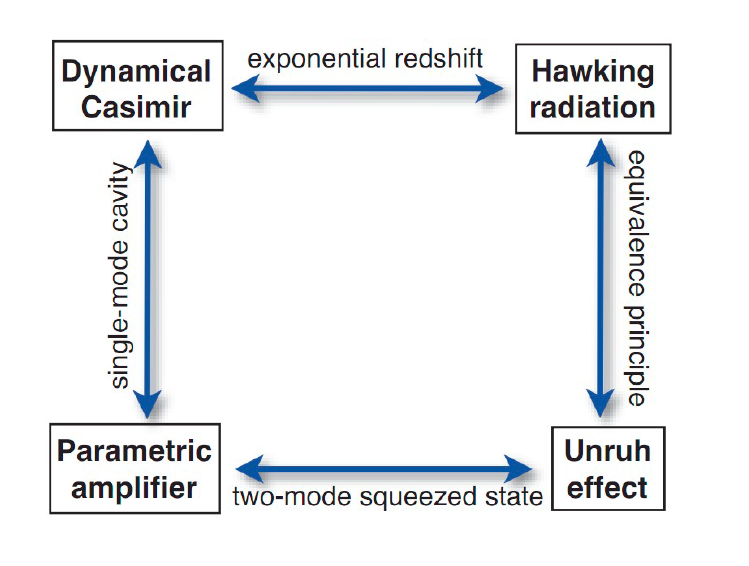 Dynamical
Casimir
exponential redshift
Hawking
radiation
single-mode cavity
equivalence principle
Parametric
amplifier
two-mode squeezed state
Unruh
effect